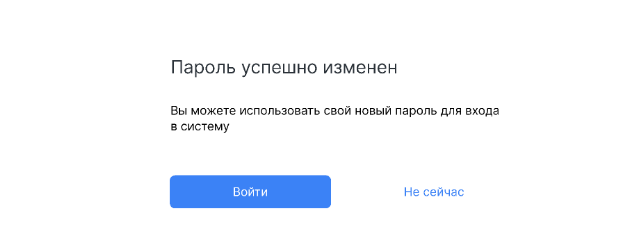 Пароль успешно изменен
Вы можете использовать свой новый пароль для входа
в систему
Войти
Не сейчас